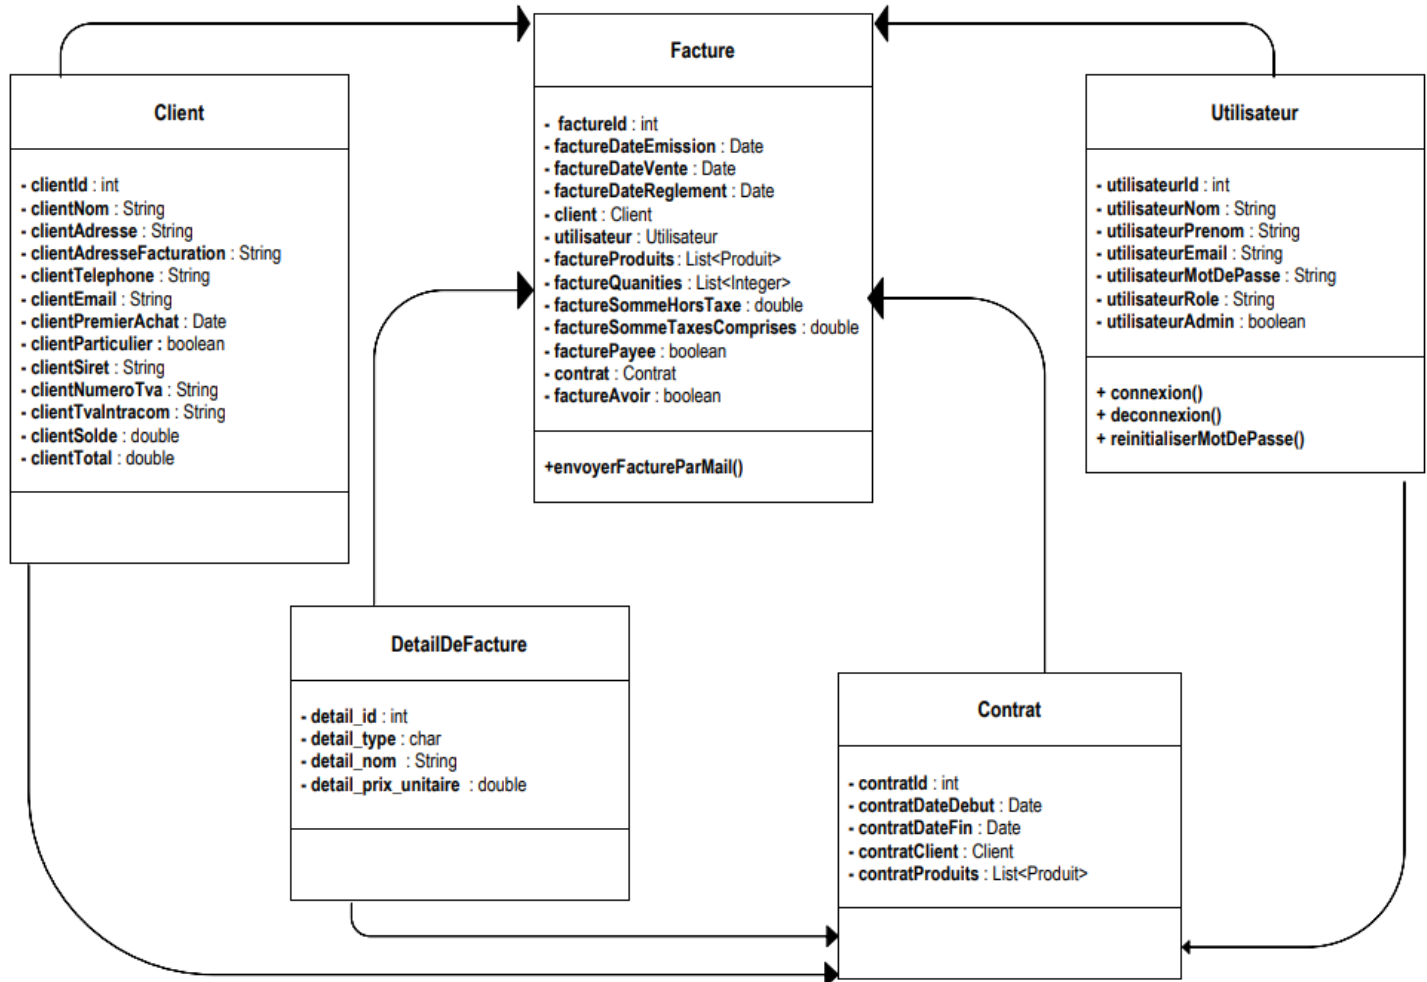 Facture
- factureId : int
- factureDateEmission : Date
- factureDateVente : Date
- factureDateReglement : Date
- client : Client
- utilisateur : Utilisateur
- factureProduits : List<Produit>
- factureQuanities : List<Integer>
- factureSommeHorsTaxe : double
- factureSommeTaxesComprises : double
- facturePayee : boolean
- contrat : Contrat
- factureAvoir : boolean
+envoyerFactureParMail()
Client
- clientId : int
- clientNom : String
- clientAdresse : String
- clientAdresseFacturation : String
- clientTelephone : String
- clientEmail : String
- clientPremierAchat : Date
- clientParticulier : boolean
- clientSiret : String
- clientNumeroTva : String
- clientTvaIntracom : String
- clientSolde : double
- clientTotal : double
Utilisateur
- utilisateurId : int
- utilisateurNom : String
- utilisateurPrenom : String
- utilisateurEmail : String
- utilisateurMotDePasse : String
- utilisateurRole : String
- utilisateurAdmin : boolean
+ connexion()
+ deconnexion()
+ reinitialiserMotDePasse()
DetailDeFacture
- detail_id : int
- detail_type : char
- detail_nom : String
- detail_prix_unitaire : double
Contrat
- contratId : int
- contratDateDebut : Date
- contratDateFin : Date
- contratClient : Client
- contratProduits : List<Produit>